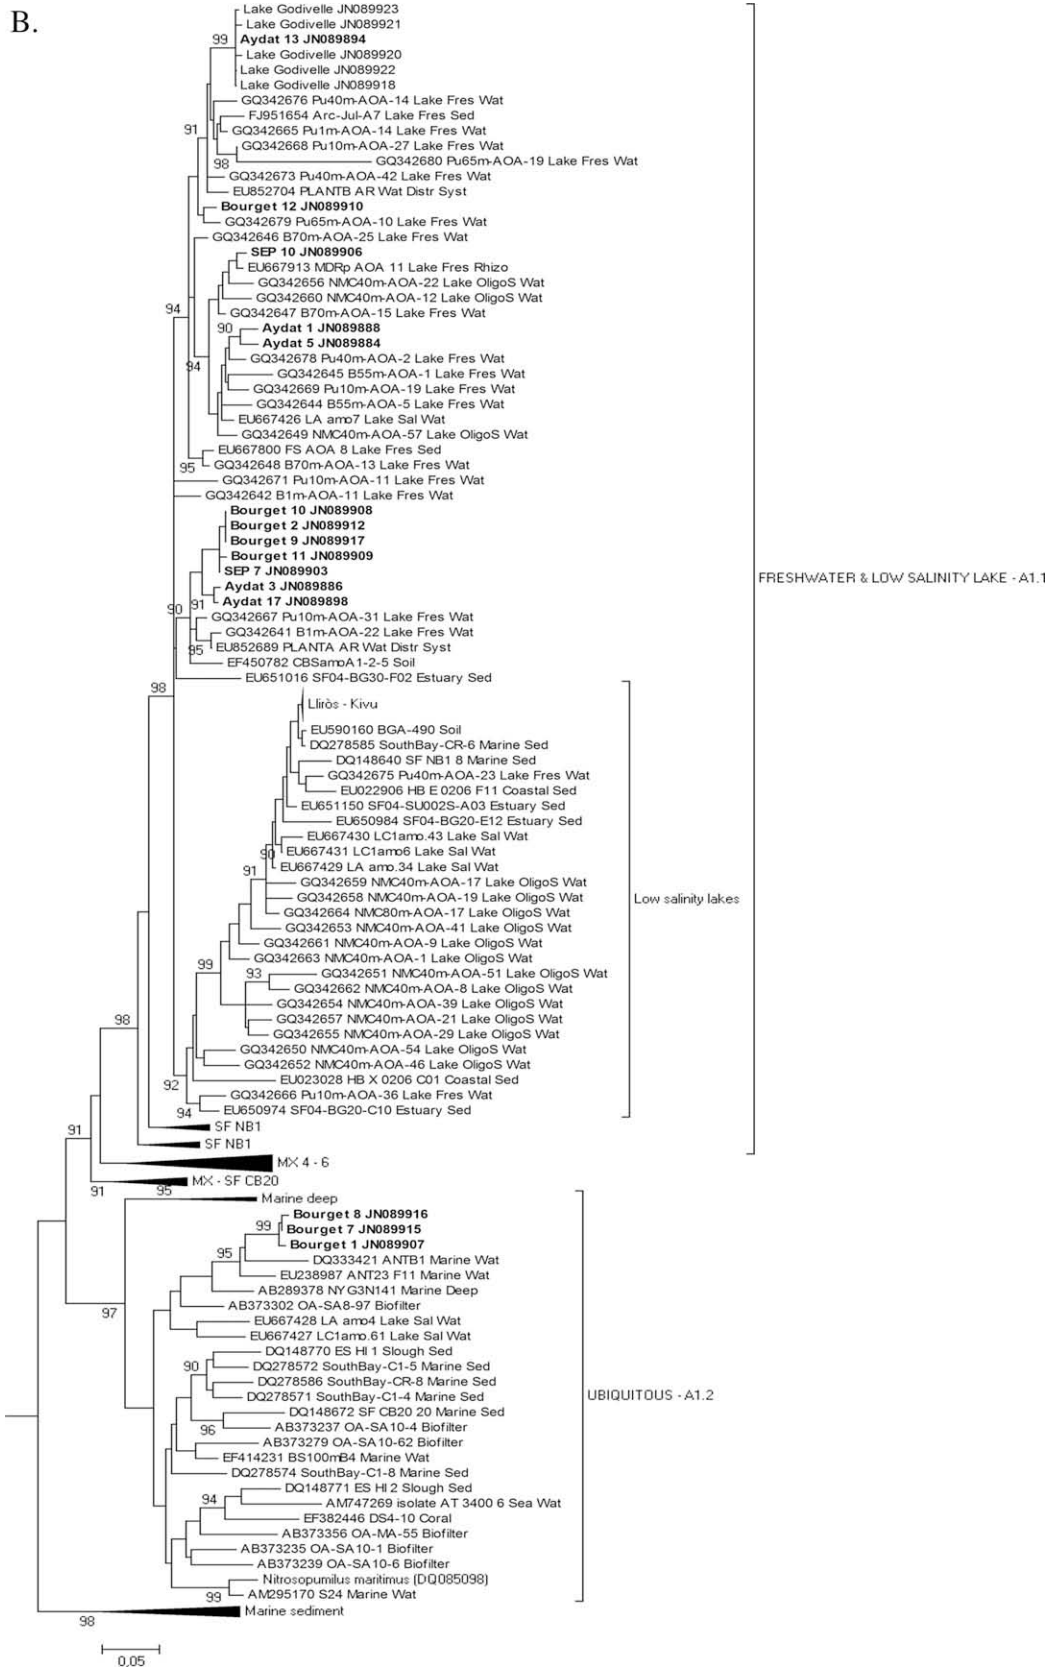 B.
Lake Godivelle JN089923
Lake Godivelle JN089921
99
Aydat 13 JN089894
Lake Godivelle JN089920
Lake Godivelle JN089922
Lake Godivelle JN089918
GQ342676 Pu40m-AOA-14 Lake Fres Wat
FJ951654 Arc-Jul-A7 Lake Fres Sed
91
GQ342665 Pu1m-AOA-14 Lake Fres Wat
GQ342668 Pu10m-AOA-27 Lake Fres Wat
98
GQ342680 Pu65m-AOA-19 Lake Fres Wat
GQ342673 Pu40m-AOA-42 Lake Fres Wat
EU852704 PLANTB AR Wat Distr Syst
Bourget 12 JN089910
GQ342679 Pu65m-AOA-10 Lake Fres Wat
GQ342646 B70m-AOA-25 Lake Fres Wat
SEP 10 JN089906
EU667913 MDRp AOA 11 Lake Fres Rhizo
GQ342656 NMC40m-AOA-22 Lake OligoS Wat
GQ342660 NMC40m-AOA-12 Lake OligoS Wat
94
GQ342647 B70m-AOA-15 Lake Fres Wat
90
Aydat 1 JN089888
Aydat 5 JN089884
GQ342678 Pu40m-AOA-2 Lake Fres Wat
94
GQ342645 B55m-AOA-1 Lake Fres Wat
GQ342669 Pu10m-AOA-19 Lake Fres Wat
GQ342644 B55m-AOA-5 Lake Fres Wat
EU667426 LA amo7 Lake Sal Wat
GQ342649 NMC40m-AOA-57 Lake OligoS Wat
EU667800 FS AOA 8 Lake Fres Sed
95
GQ342648 B70m-AOA-13 Lake Fres Wat
GQ342671 Pu10m-AOA-11 Lake Fres Wat
GQ342642 B1m-AOA-11 Lake Fres Wat
Bourget 10 JN089908
Bourget 2 JN089912
Bourget 9 JN089917
Bourget 11 JN089909
SEP 7 JN089903
FRESHWATER & LOW SALINITY LAKE - A1.1
Aydat 3 JN089886
91
Aydat 17 JN089898
90
GQ342667 Pu10m-AOA-31 Lake Fres Wat
GQ342641 B1m-AOA-22 Lake Fres Wat
95
EU852689 PLANTA AR Wat Distr Syst
EF450782 CBSamoA1-2-5 Soil
EU651016 SF04-BG30-F02 Estuary Sed
98
Lliròs - Kivu
EU590160 BGA-490 Soil
DQ278585 SouthBay-CR-6 Marine Sed
DQ148640 SF NB1 8 Marine Sed
GQ342675 Pu40m-AOA-23 Lake Fres Wat
EU022906 HB E 0206 F11 Coastal Sed
EU651150 SF04-SU002S-A03 Estuary Sed
EU650984 SF04-BG20-E12 Estuary Sed
EU667430 LC1amo.43 Lake Sal Wat
90
EU667431 LC1amo6 Lake Sal Wat
EU667429 LA amo.34 Lake Sal Wat
91
GQ342659 NMC40m-AOA-17 Lake OligoS Wat
GQ342658 NMC40m-AOA-19 Lake OligoS Wat
Low salinity lakes
GQ342664 NMC80m-AOA-17 Lake OligoS Wat
GQ342653 NMC40m-AOA-41 Lake OligoS Wat
GQ342661 NMC40m-AOA-9 Lake OligoS Wat
GQ342663 NMC40m-AOA-1 Lake OligoS Wat
99
93
GQ342651 NMC40m-AOA-51 Lake OligoS Wat
GQ342662 NMC40m-AOA-8 Lake OligoS Wat
GQ342654 NMC40m-AOA-39 Lake OligoS Wat
98
GQ342657 NMC40m-AOA-21 Lake OligoS Wat
GQ342655 NMC40m-AOA-29 Lake OligoS Wat
GQ342650 NMC40m-AOA-54 Lake OligoS Wat
GQ342652 NMC40m-AOA-46 Lake OligoS Wat
92
EU023028 HB X 0206 C01 Coastal Sed
GQ342666 Pu10m-AOA-36 Lake Fres Wat
94
EU650974 SF04-BG20-C10 Estuary Sed
SF NB1
91
SF NB1
MX 4 - 6
MX - SF CB20
91
95
Marine deep
Bourget 8 JN089916
99
Bourget 7 JN089915
Bourget 1 JN089907
95
DQ333421 ANTB1 Marine Wat
EU238987 ANT23 F11 Marine Wat
AB289378 NYG3N141 Marine Deep
97
AB373302 OA-SA8-97 Biofilter
EU667428 LA amo4 Lake Sal Wat
EU667427 LC1amo.61 Lake Sal Wat
DQ148770 ES HI 1 Slough Sed
90
DQ278572 SouthBay-C1-5 Marine Sed
DQ278586 SouthBay-CR-8 Marine Sed
DQ278571 SouthBay-C1-4 Marine Sed
UBIQUITOUS - A1.2
DQ148672 SF CB20 20 Marine Sed
96
AB373237 OA-SA10-4 Biofilter
AB373279 OA-SA10-62 Biofilter
EF414231 BS100mB4 Marine Wat
DQ278574 SouthBay-C1-8 Marine Sed
DQ148771 ES HI 2 Slough Sed
94
AM747269 isolate AT 3400 6 Sea Wat
EF382446 DS4-10 Coral
AB373356 OA-MA-55 Biofilter
AB373235 OA-SA10-1 Biofilter
AB373239 OA-SA10-6 Biofilter
Nitrosopumilus maritimus (DQ085098)
99
AM295170 S24 Marine Wat
Marine sediment
98
0,05